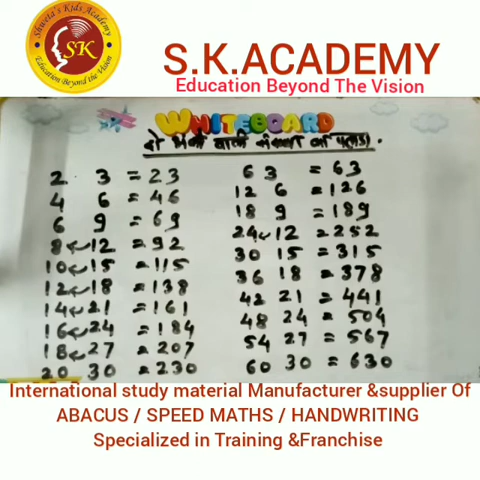 Shweta's Kids Academy
SK
Education Beyond the Vision
S.K.ACADEMY
Education Beyond The Vision
WHITEBOARD
दो अंको वाली संख्या का पहाडा.
2 3 = 23
4 6 = 46
6 9 = 69
8 ↩ 12 = 92
10 ↩ 15 = 115
12 ↩ 18 = 138
14 ↩ 21 = 161
16 ↩ 24 = 184
18 ↩ 27 = 207
20 30 = 230
6 3 = 63
12 6 = 126
18 9 = 189
24 ↩ 12 = 252
30 15 = 315
36 18 = 378
42 21 = 441
48 24 = 504
54 27 = 567
60 30 = 630
International study material Manufacturer &supplier Of
ABACUS / SPEED MATHS / HANDWRITING
Specialized in Training &Franchise